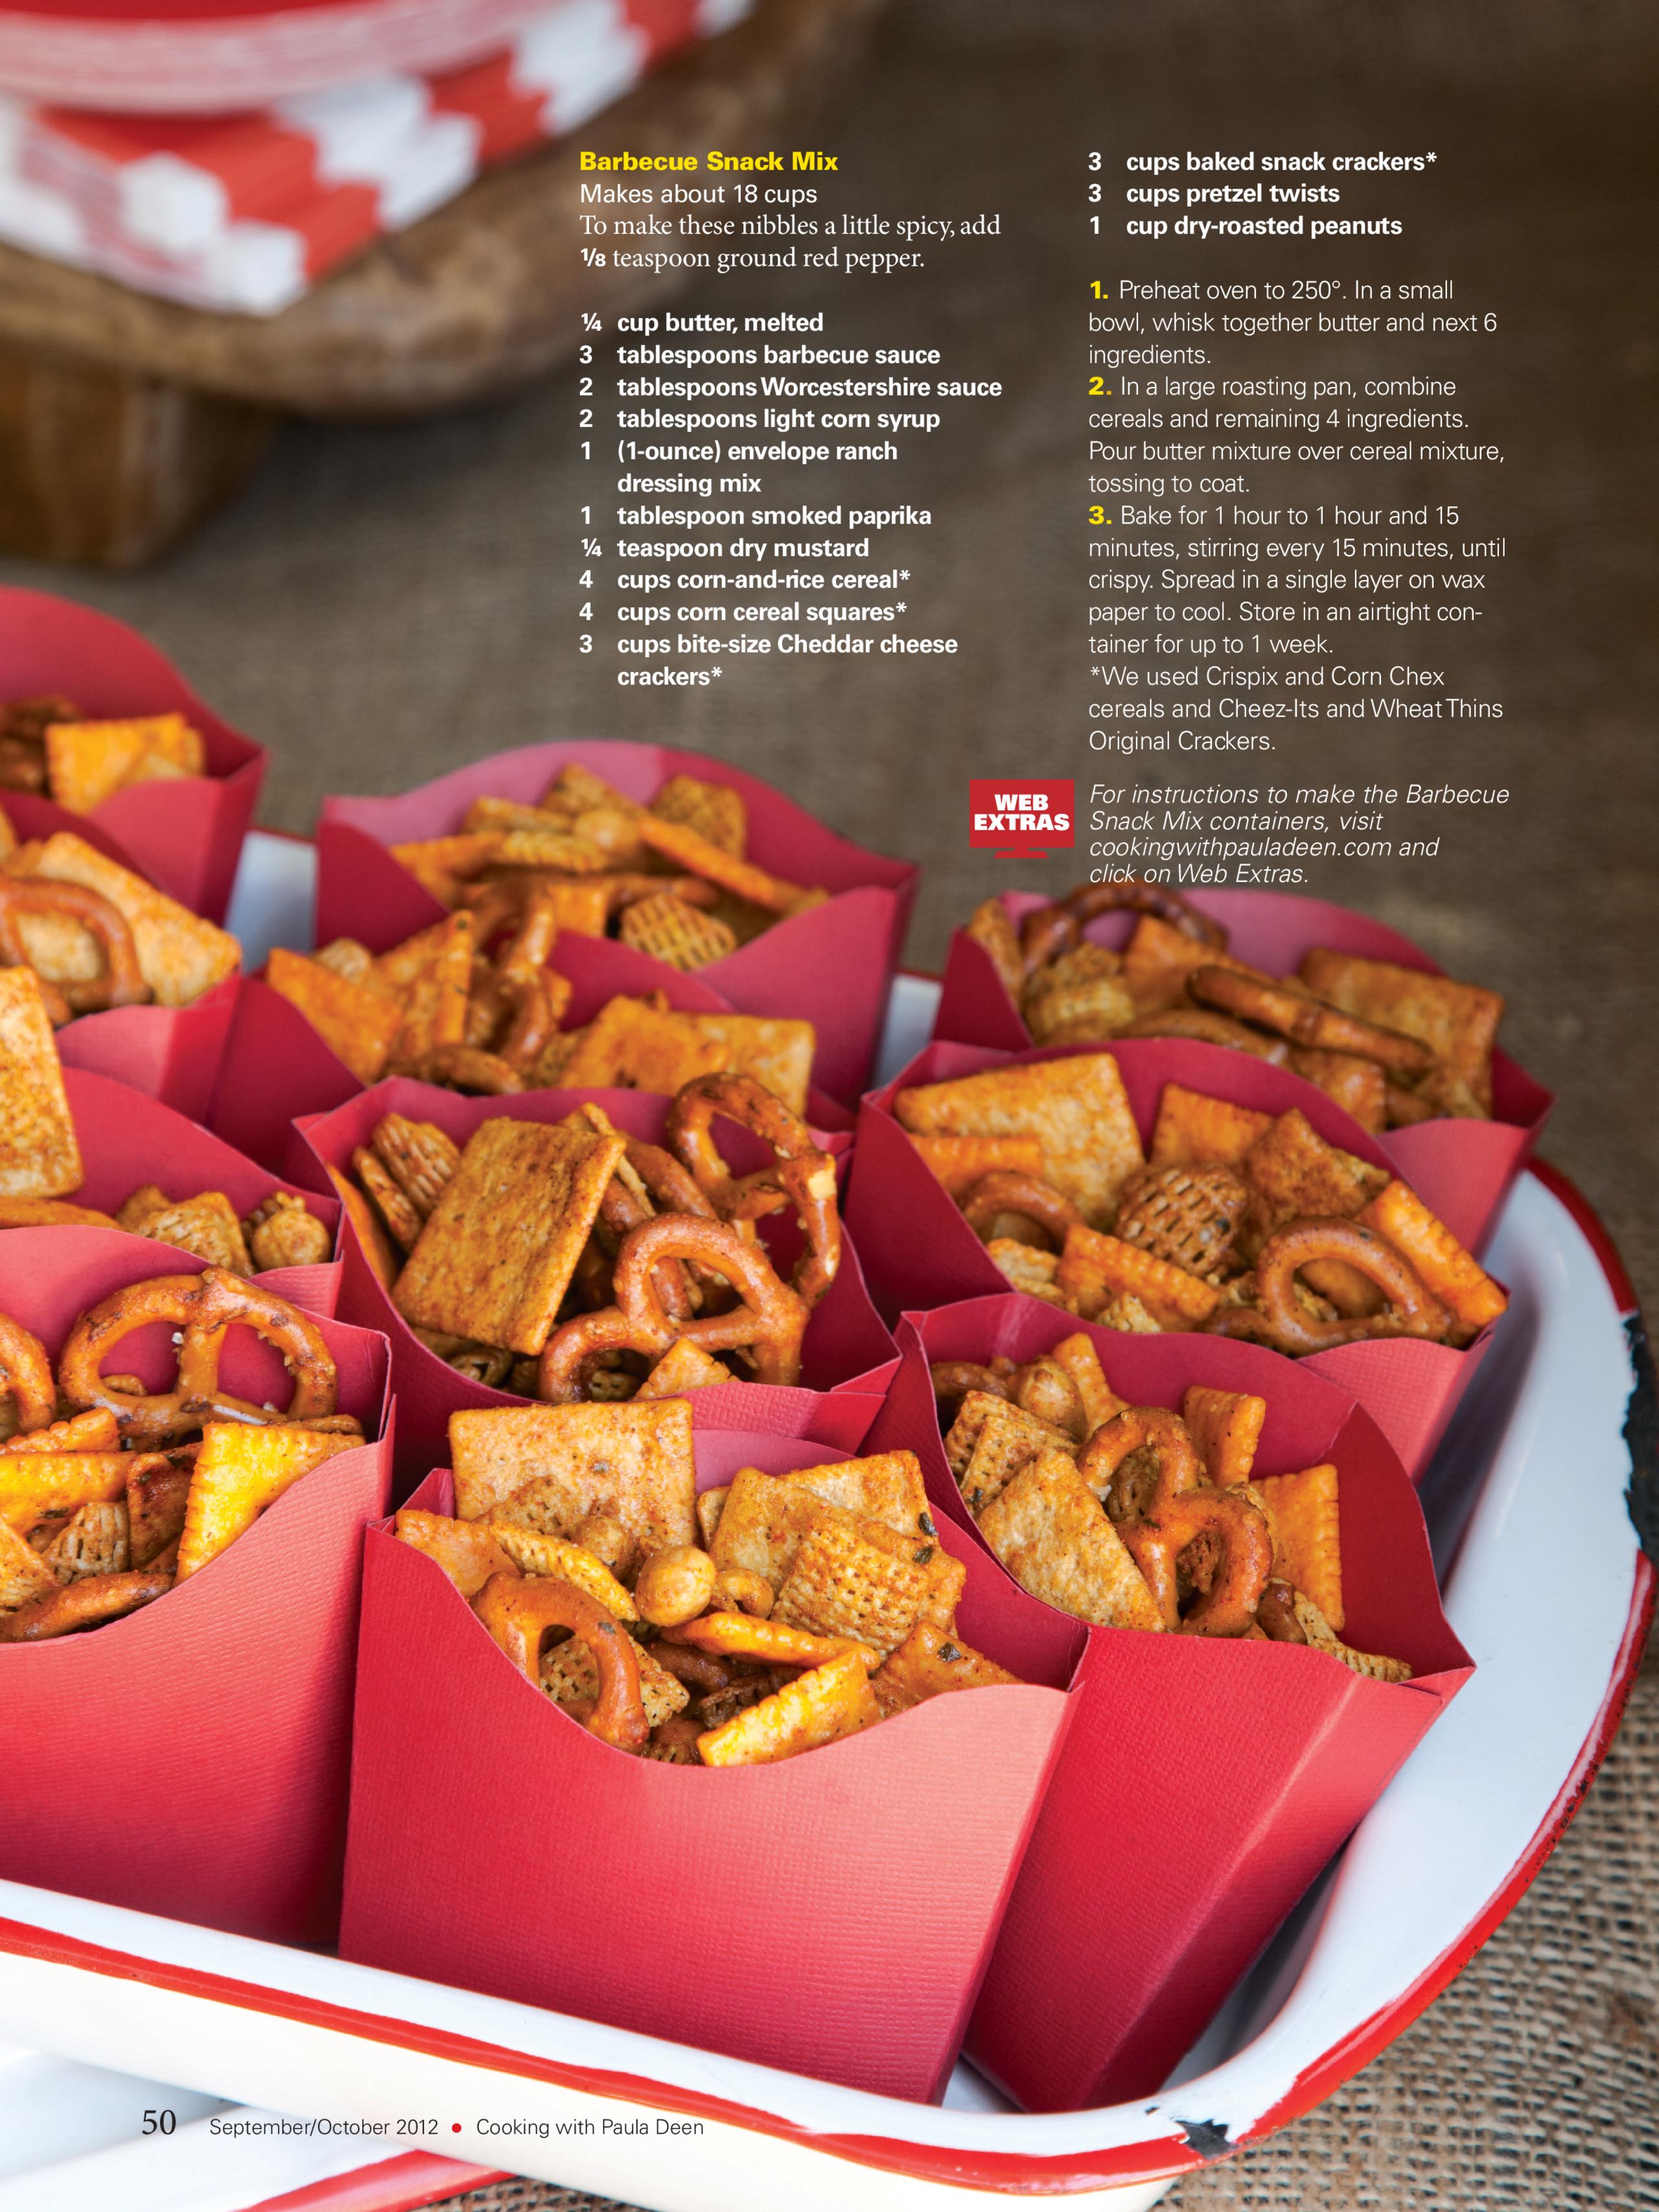 Barbecue Snack Mix
Makes about 18 cups
To make these nibbles a little spicy, add
⅛ teaspoon ground red pepper.
¼ cup butter, melted
3 tablespoons barbecue sauce
2 tablespoons Worcestershire sauce
2 tablespoons light corn syrup
1 (1-ounce) envelope ranch
dressing mix
1 tablespoon smoked paprika
¼ teaspoon dry mustard
4 cups corn-and-rice cereal*
4 cups corn cereal squares*
3 cups bite-size Cheddar cheese
crackers*
3 cups baked snack crackers*
3 cups pretzel twists
1 cup dry-roasted peanuts
1. Preheat oven to 250°. In a small
bowl, whisk together butter and next 6
ingredients.
2. In a large roasting pan, combine
cereals and remaining 4 ingredients.
Pour butter mixture over cereal mixture,
tossing to coat.
3. Bake for 1 hour to 1 hour and 15
minutes, stirring every 15 minutes, until
crispy. Spread in a single layer on wax
paper to cool. Store in an airtight con-
tainer for up to 1 week.
*We used Crispix and Corn Chex
cereals and Cheez-Its and Wheat Thins
Original Crackers.
WEB
EXTRAS
For instructions to make the Barbecue
Snack Mix containers, visit
cookingwithpauladeen.com and
click on Web Extras.
50 September/October 2012 • Cooking with Paula Deen